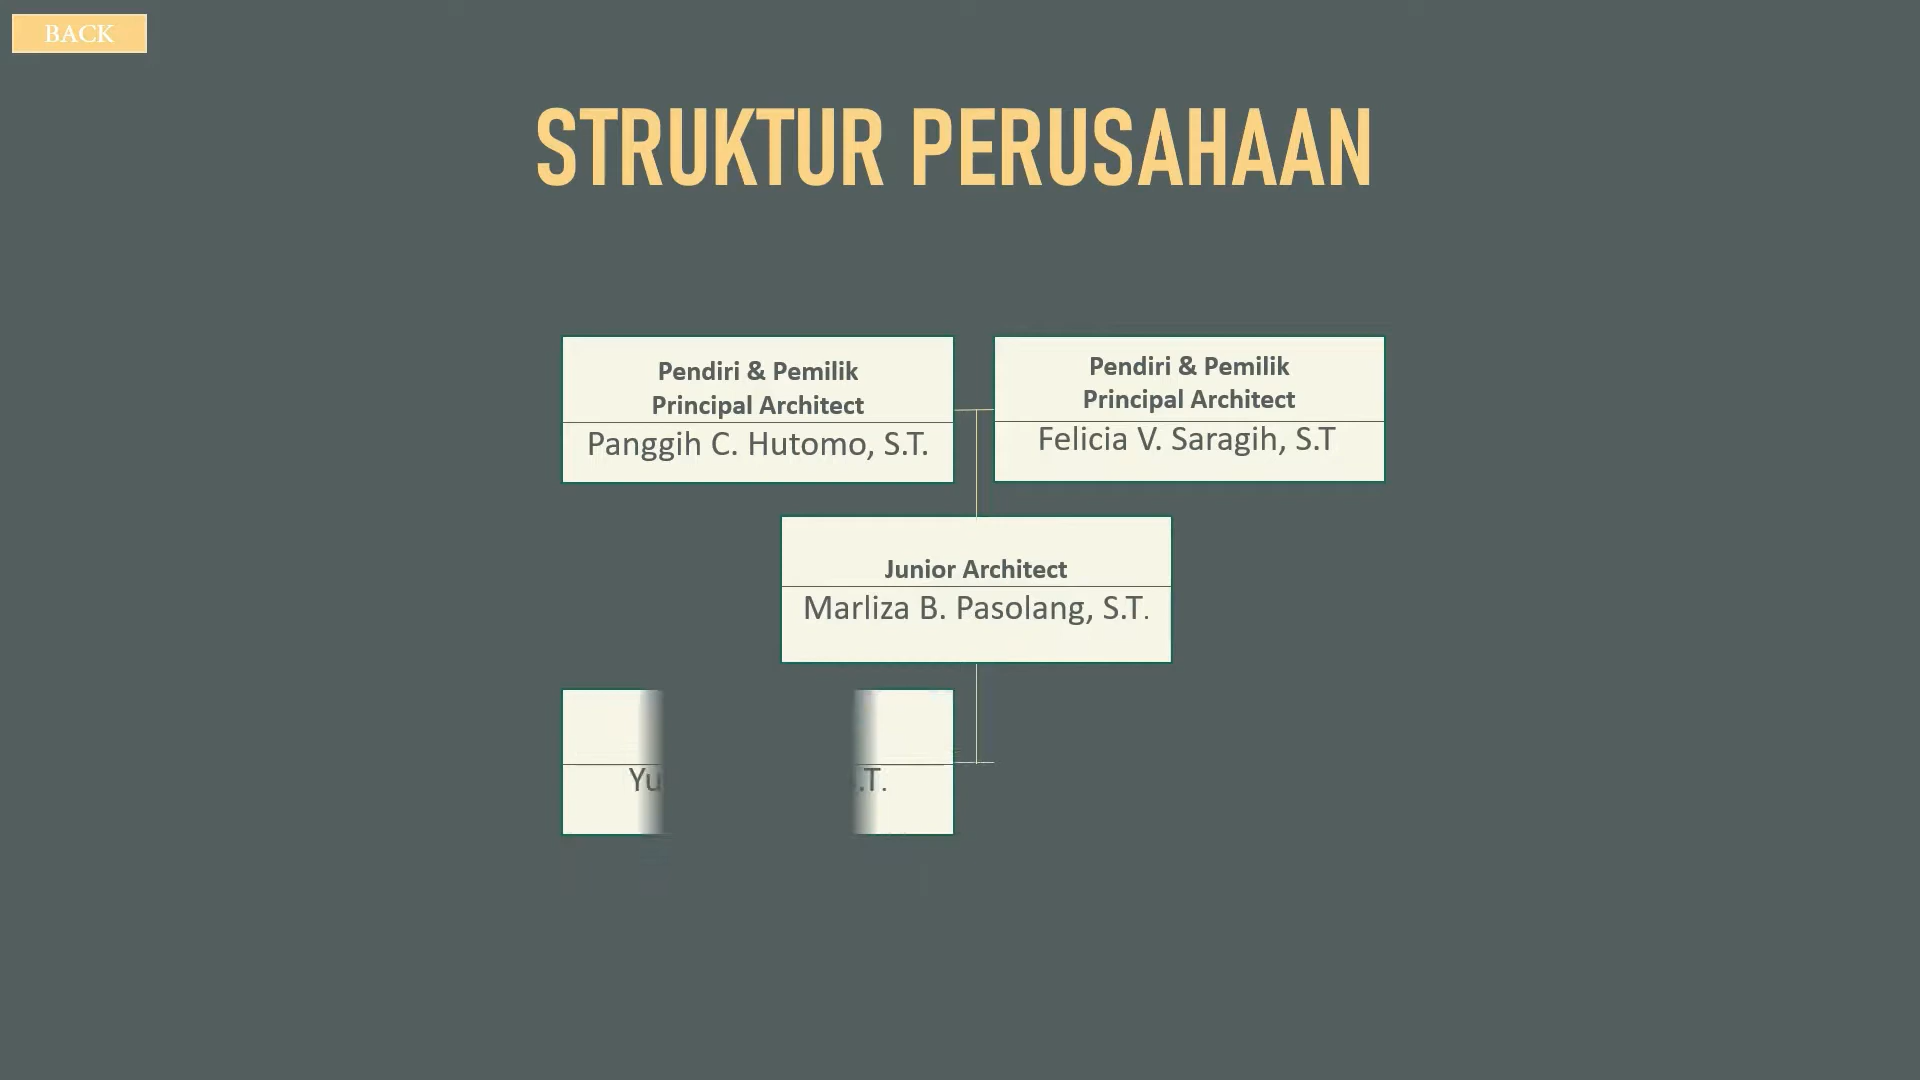 BACK
STRUKTUR PERUSAHAAN
Pendiri & Pemilik
Principal Architect
Panggih C. Hutomo, S.T.
Pendiri & Pemilik
Principal Architect
Felicia V. Saragih, S.T
Junior Architect
Marliza B. Pasolang, S.T.